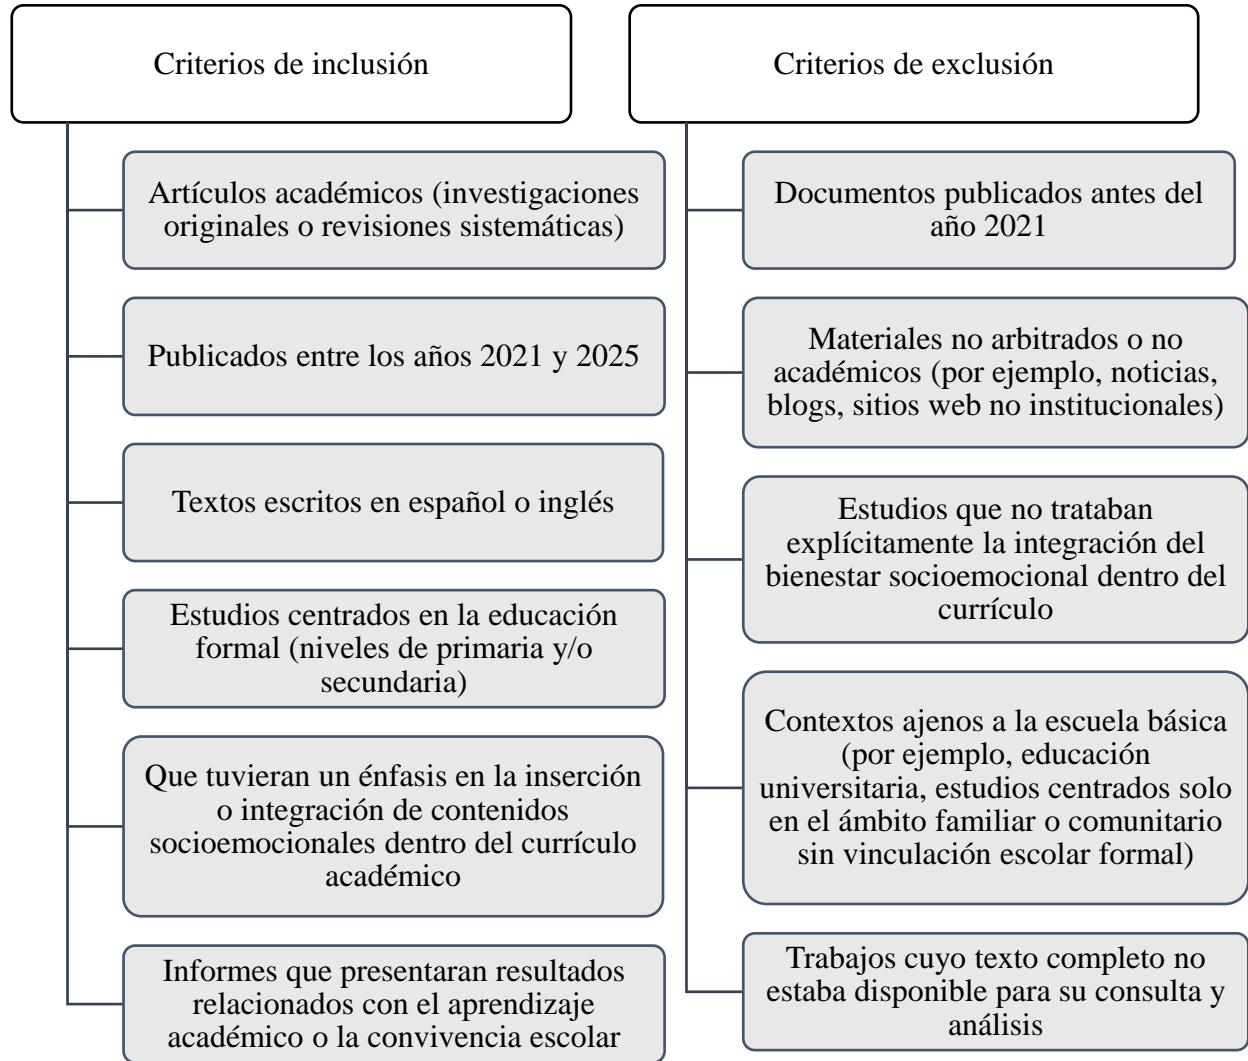 Criterios de inclusión
Artículos académicos (investigaciones
originales o revisiones sistemáticas)
Publicados entre los años 2021 y 2025
Textos escritos en español o inglés
Estudios centrados en la educación
formal (niveles de primaria y/o
secundaria)
Que tuvieran un énfasis en la inserción
o integración de contenidos
socioemocionales dentro del currículo
académico
Informes que presentaran resultados
relacionados con el aprendizaje
académico o la convivencia escolar
Criterios de exclusión
Documentos publicados antes del
año 2021
Materiales no arbitrados o no
académicos (por ejemplo, noticias,
blogs, sitios web no institucionales)
Estudios que no trataban
explícitamente la integración del
bienestar socioemocional dentro del
currículo
Contextos ajenos a la escuela básica
(por ejemplo, educación
universitaria, estudios centrados solo
en el ámbito familiar o comunitario
sin vinculación escolar formal)
Trabajos cuyo texto completo no
estaba disponible para su consulta y
análisis